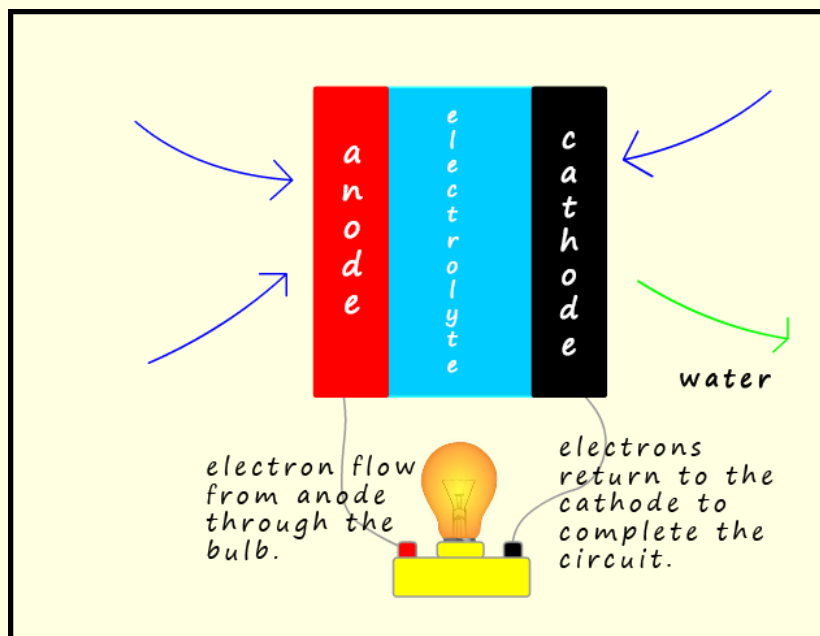 anode
electrolyte
cathode
water
electron flow
from anode
through the
bulb.
electrons
return to the
cathode to
complete the
circuit.